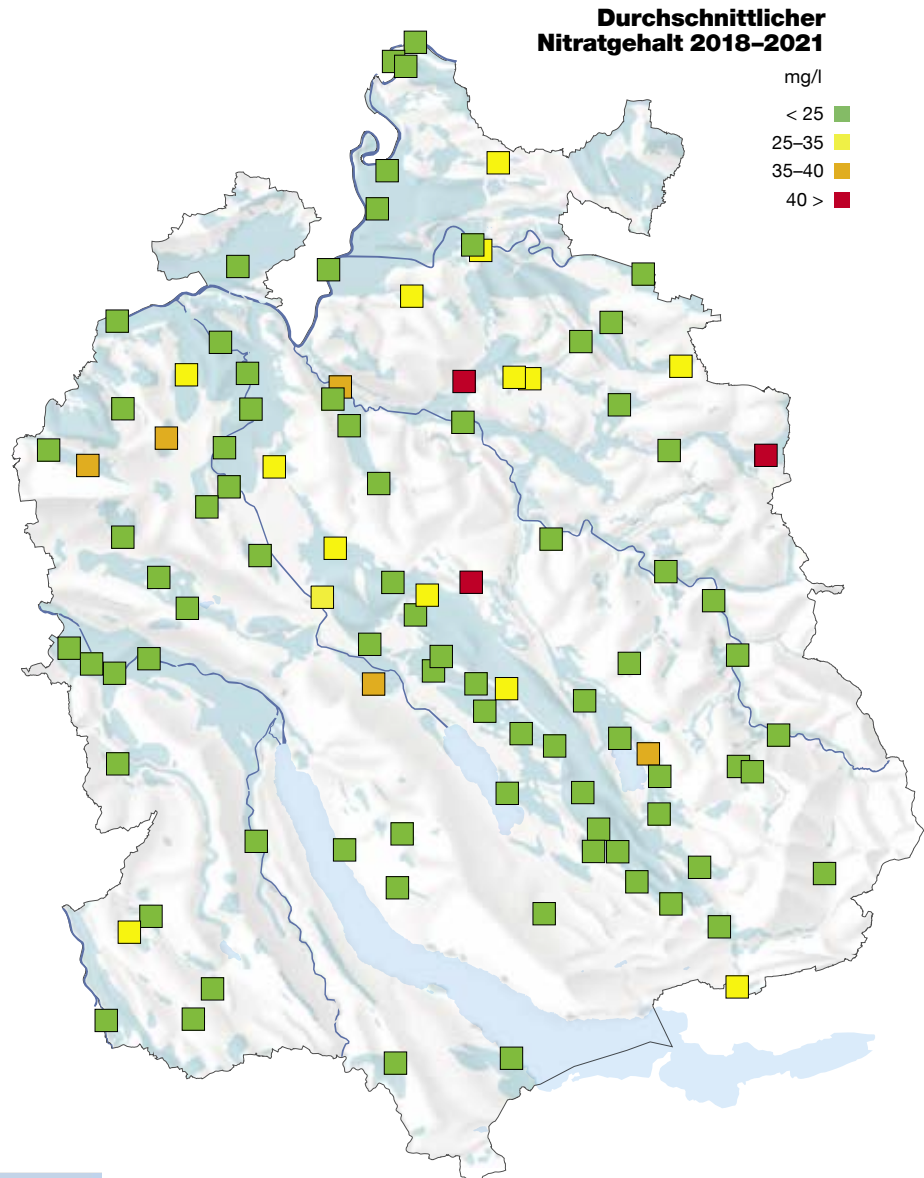 Durchschnittlicher
Nitratgehalt 2018–2021
mg/l
< 25
25–35
35–40
40 >